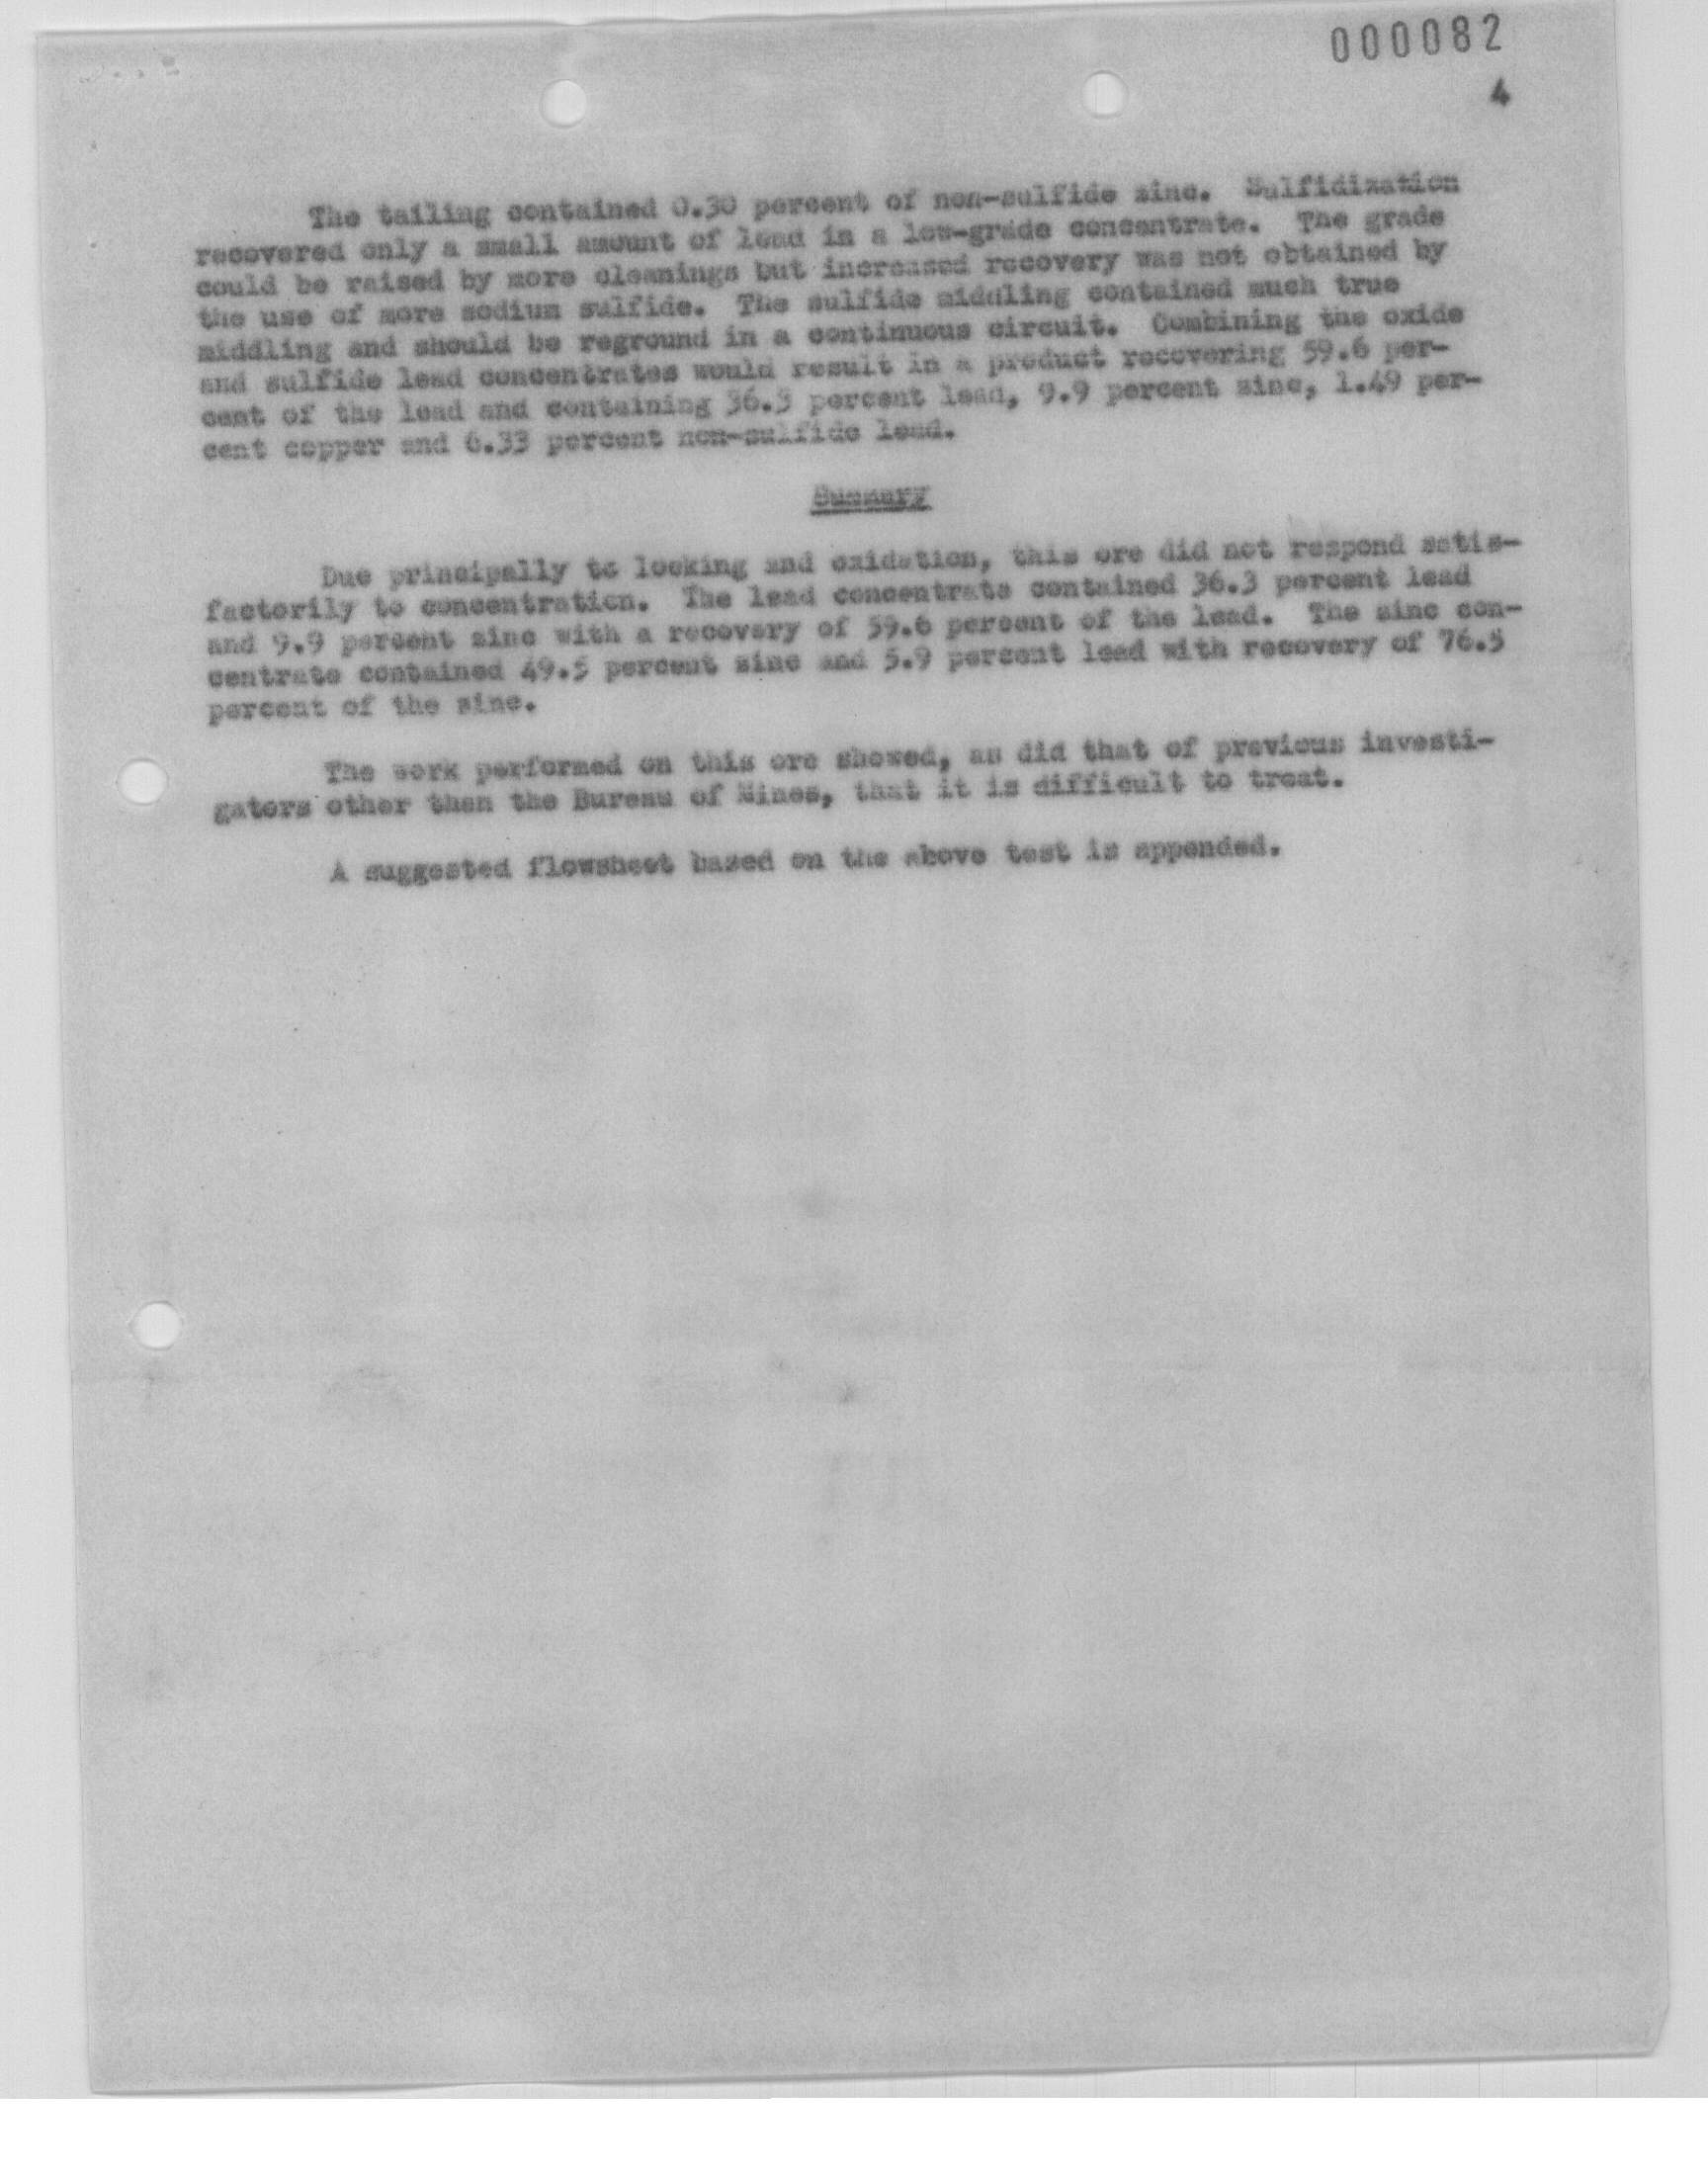 000082
4
The tailing contained 0.30 percent of non-sulfide zinc. Sulfidization
recovered only a small amount of lead in a low-grade concentrate. The grade
could be raised by more cleanings but increased recovery was not obtained by
the use of more sodium sulfide. The sulfide middling contained much true
middling and should be reground in a continuous circuit. Combining the oxide
and sulfide lead concentrates would result in a product recovering 59.6 per-
cent of the lead and containing 36.3 percent lead, 9.9 percent zinc, 1.49 per-
cent copper and 6.33 percent non-sulfide lead.
Summary
Due principally to locking and oxidation, this ore did not respond satis-
factorily to concentration. The lead concentrate contained 36.3 percent lead
and 9.9 percent zinc with a recovery of 59.6 percent of the lead. The zinc con-
centrate contained 49.5 percent zinc and 5.9 percent lead with recovery of 76.5
percent of the zinc.
The work performed on this ore showed, as did that of previous investi-
gators other than the Bureau of Mines, that it is difficult to treat.
A suggested flowsheet based on the above test is appended.